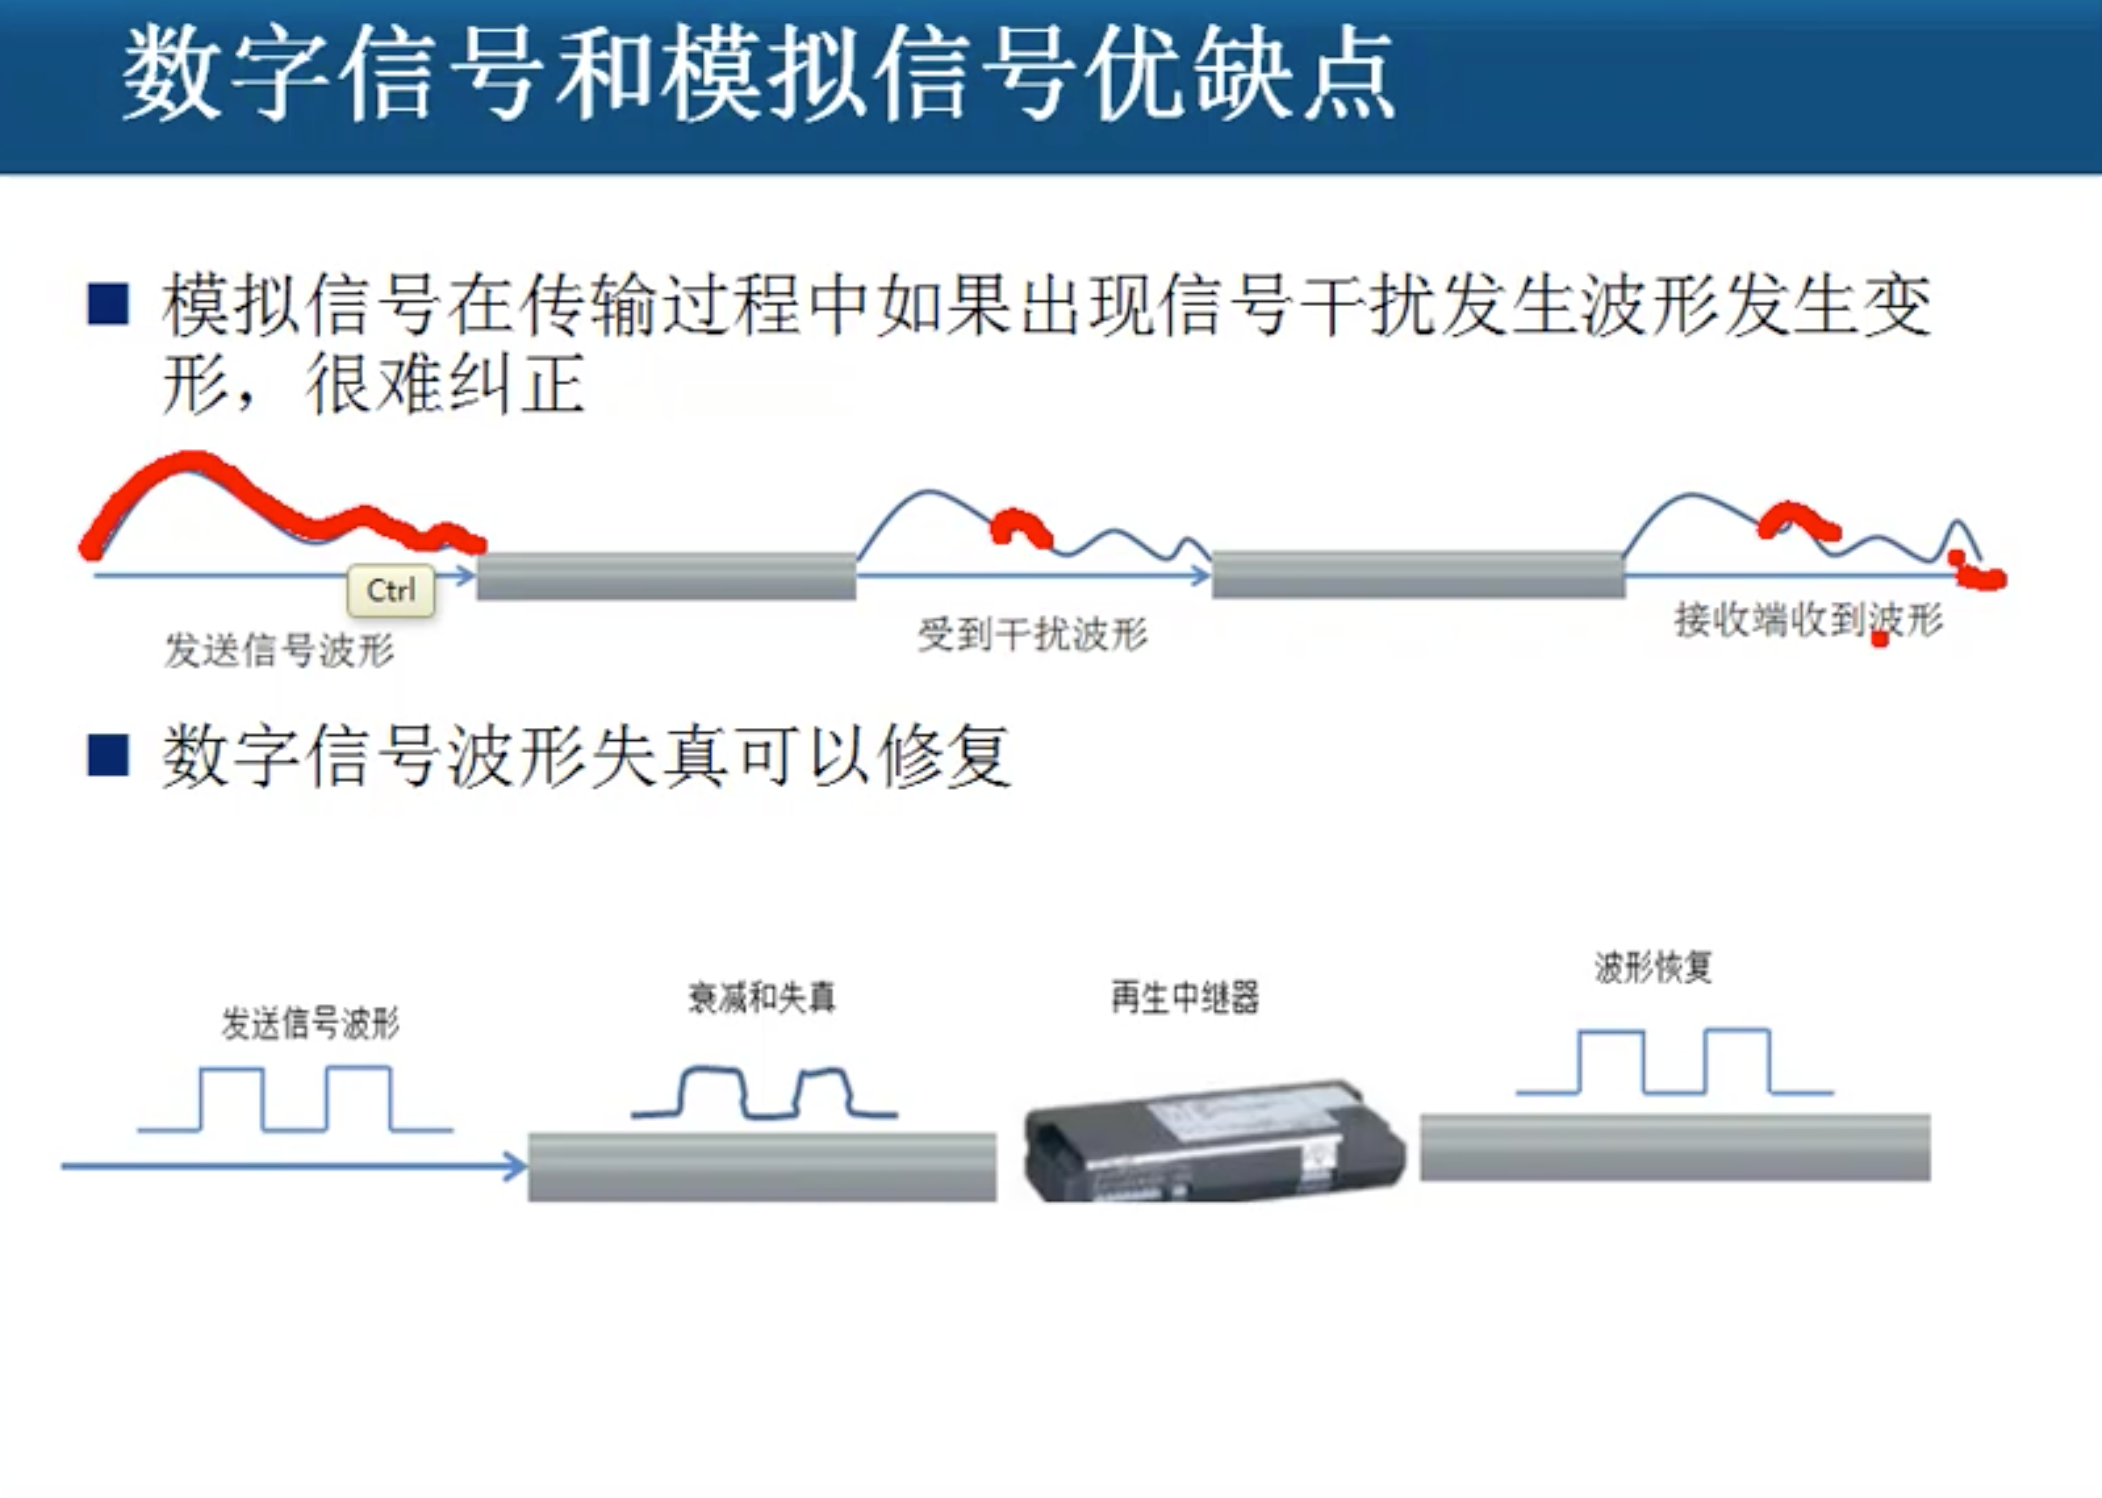 数字信号和模拟信号优缺点
模拟信号在传输过程中如果出现信号干扰发生波形发生变
形，很难纠正
Ctrl
发送信号波形
受到干扰波形
接收端收到波形
数字信号波形失真可以修复
发送信号波形
衰减和失真
再生中继器
波形恢复